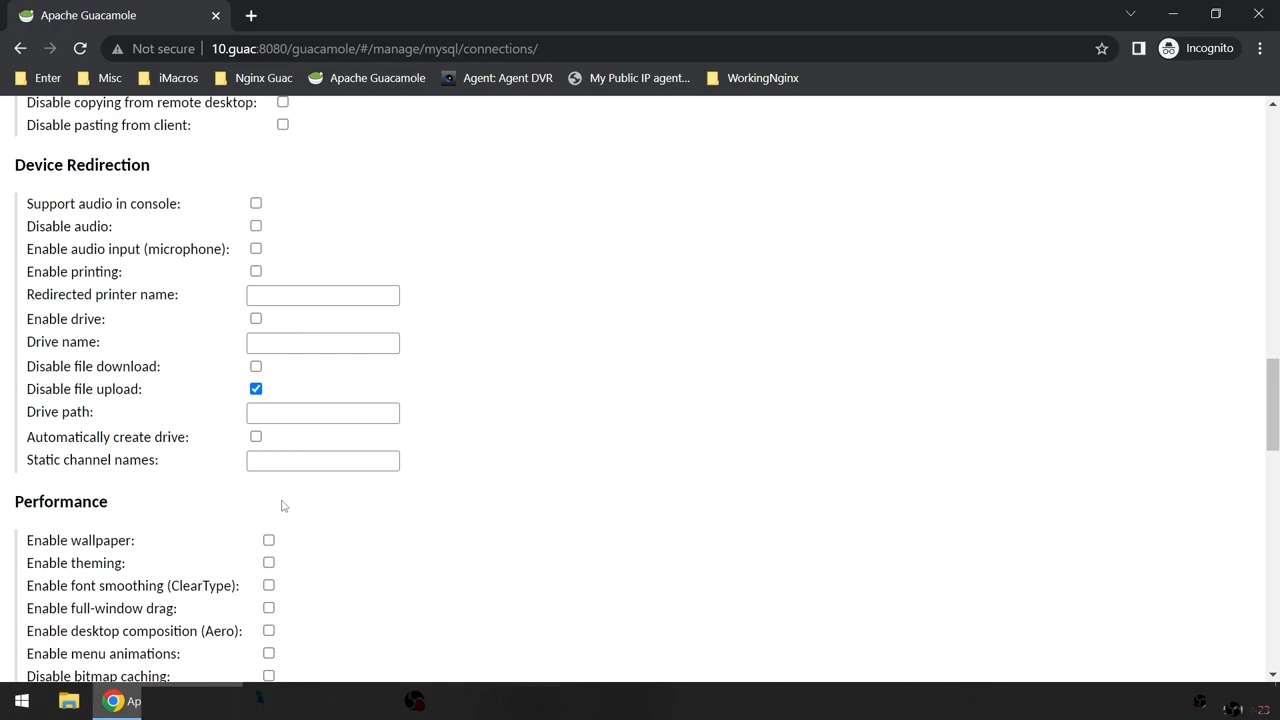 Apache Guacamole
Not secure
10.guac:8080/guacamole/#/manage/mysql/connections/
Incognito
Enter
Misc
iMacros
Nginx Guac
Apache Guacamole
Agent: Agent DVR
My Public IP agent...
WorkingNginx
Disable copying from remote desktop:
Disable pasting from client:
Device Redirection
Support audio in console:
Disable audio:
Enable audio input (microphone):
Enable printing:
Redirected printer name:
Enable drive:
Drive name:
Disable file download:
Disable file upload:
Drive path:
Automatically create drive:
Static channel names:
Performance
Enable wallpaper:
Enable theming:
Enable font smoothing (ClearType):
Enable full-window drag:
Enable desktop composition (Aero):
Enable menu animations:
Disable bitmap caching:
Ap